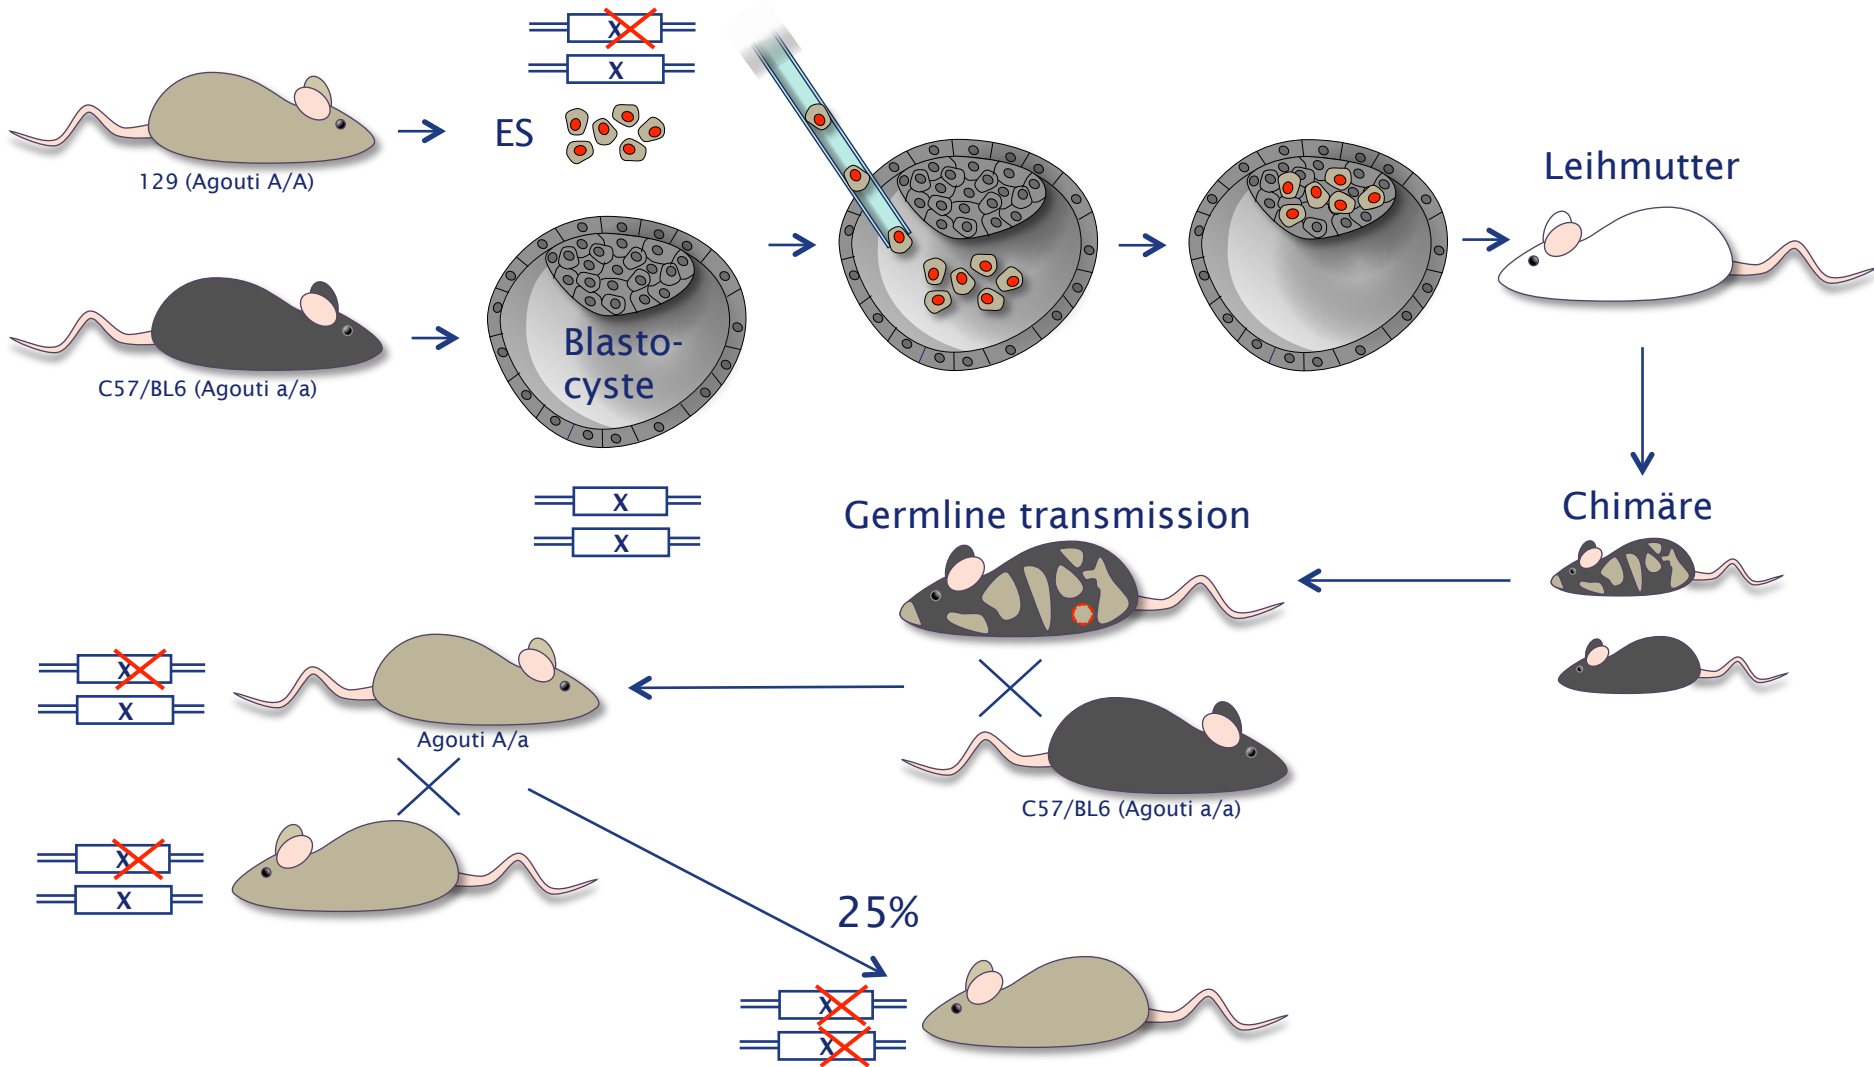 X
X
ES
129 (Agouti A/A)
Leihmutter
Blasto-
cyste
C57/BL6 (Agouti a/a)
X
X
Germline transmission
Chimäre
X
X
Agouti A/a
C57/BL6 (Agouti a/a)
X
X
25%
X
X